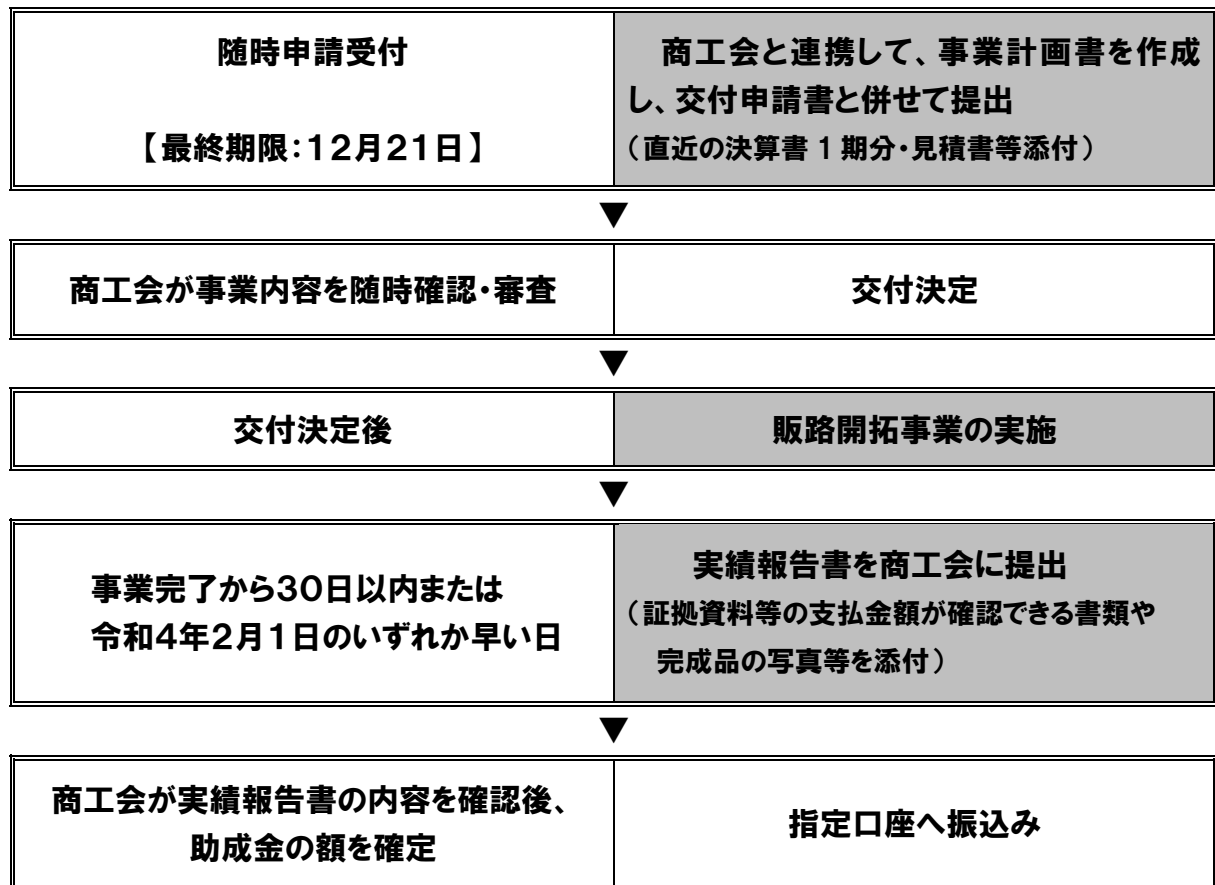 随時申請受付
【最終期限:12月21日】
商工会と連携して、事業計画書を作成
し、交付申請書と併せて提出
(直近の決算書1期分・見積書等添付)
▼
商工会が事業内容を随時確認・審査
交付決定
▼
交付決定後
販路開拓事業の実施
▼
事業完了から30日以内または
令和4年2月1日のいずれか早い日
実績報告書を商工会に提出
(証拠資料等の支払金額が確認できる書類や
完成品の写真等を添付)
▼
商工会が実績報告書の内容を確認後、
助成金の額を確定
指定口座へ振込み